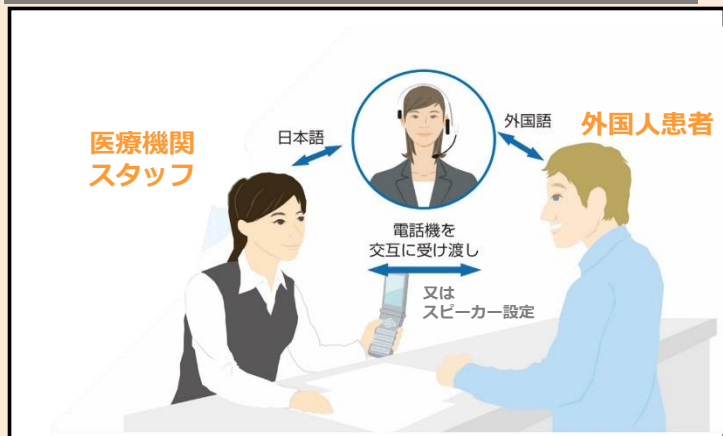 医療機関
スタッフ
日本語
外国語
外国人患者
電話機を
交互に受け渡し
又は
スピーカー設定